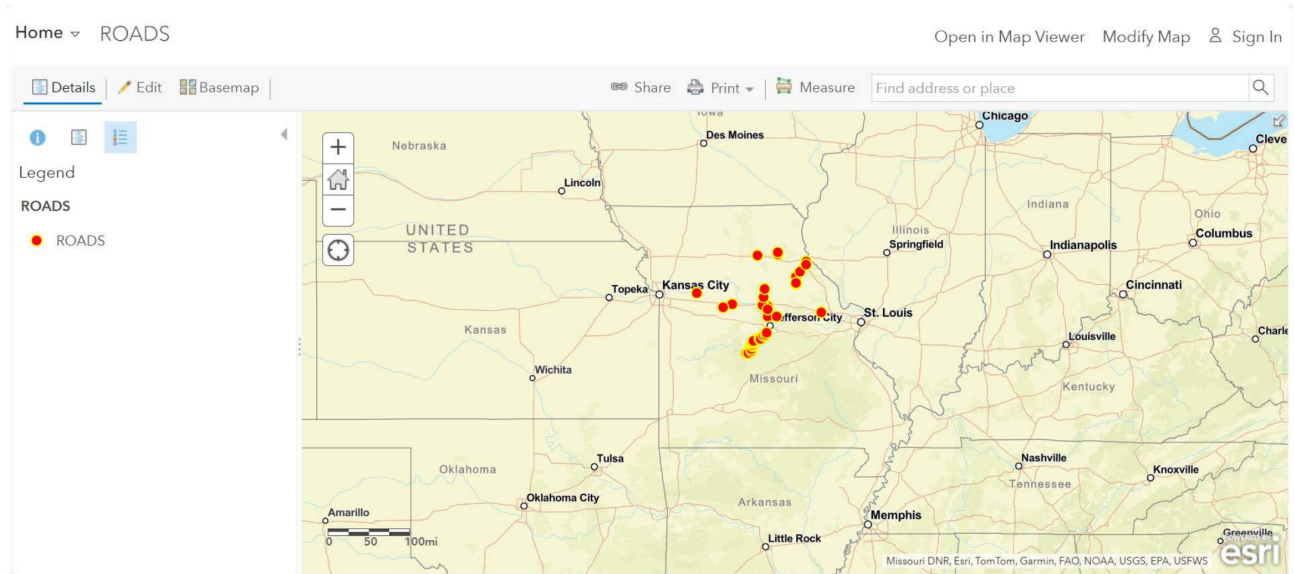 Home ROADS
Open in Map Viewer Modify Map Sign In
Details Edit Basemap
Share Print Measure Find address or place
Legend
ROADS
ROADS
Iowa
Chicago
Des Moines
Cleve
Nebraska
Lincoln
Indiana
Ohio
UNITED
STATES
Illinois
Springfield
Columbus
Indianapolis
Topeka
Kansas City
Cincinnati
fferson City
St. Louis
Kansas
Louisville
Charle
Wichita
Missouri
Kentucky
Tulsa
Nashville
Knoxville
Oklahoma
Tennessee
Oklahoma City
Arkansas
Amarillo
Memphis
0 50 100mi
Little Rock
Greenville
Missouri DNR, Esri, TomTom, Garmin, FAO, NOAA, USGS, EPA, USFWS
esri